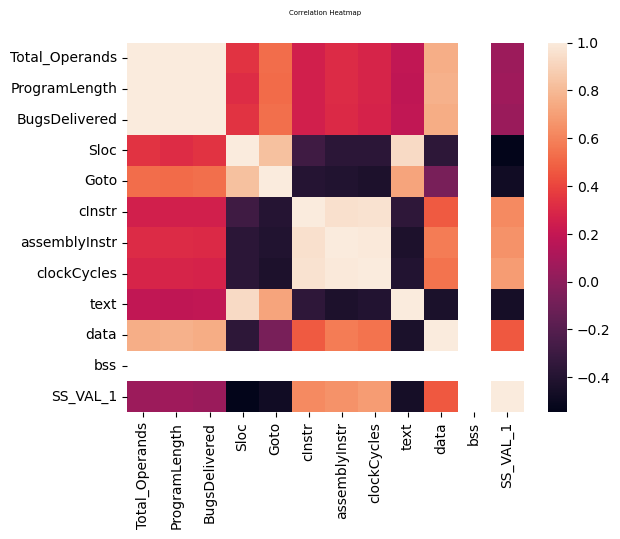 Correlation Heatmap
Total_Operands
ProgramLength
BugsDelivered
Sloc
Goto
cInstr
assemblyInstr
clockCycles
text
data
bss
SS_VAL_1
Total_Operands
ProgramLength
BugsDelivered
Sloc
Goto
cInstr
assemblyInstr
clockCycles
text
data
bss
SS_VAL_1
1.0
0.8
0.6
0.4
0.2
0.0
−0.2
−0.4